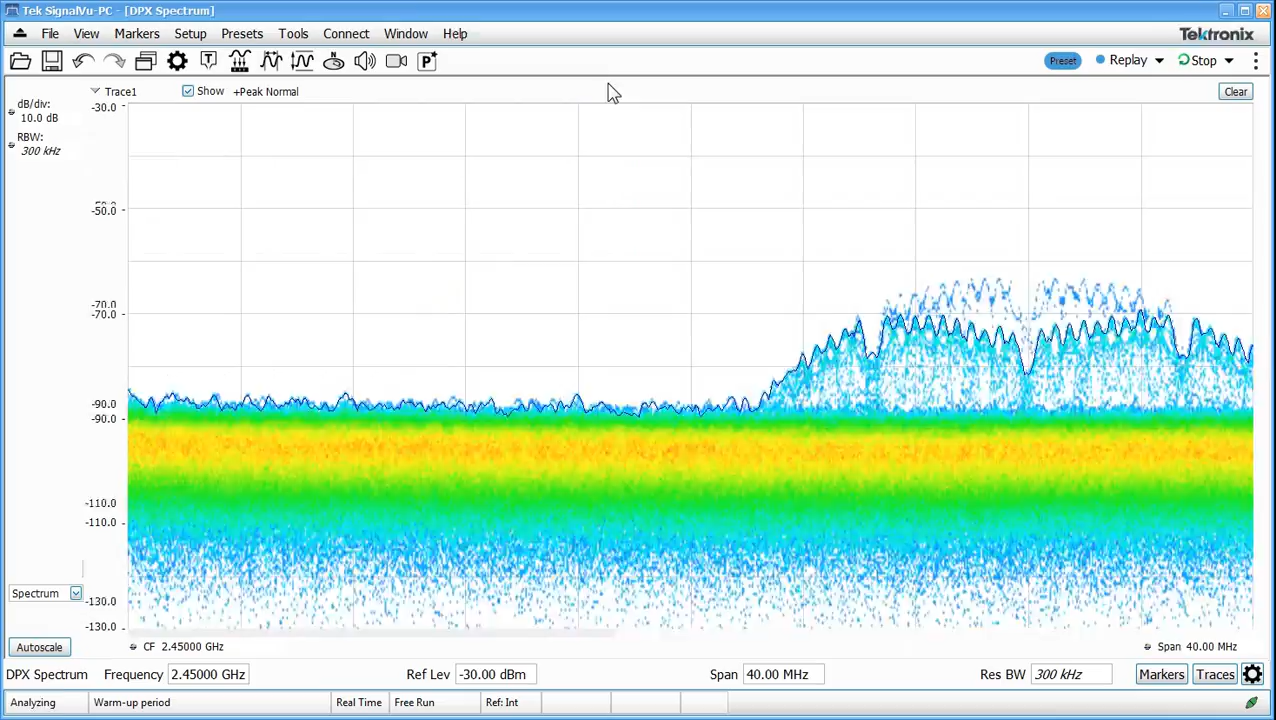 Tek SignalVu-PC - [DPX Spectrum]
File View Markers Setup Presets Tools Connect Window Help
Tektronix
Preset Replay Stop
Trace1 Show +Peak Normal Clear
dB/div:
10.0 dB
RBW:
300 kHz
-30.0
-50.0
-70.0
-70.0
-90.0
-90.0
-110.0
-110.0
-130.0
-130.0
Spectrum
Autoscale
CF 2.45000 GHz
Span 40.00 MHz
DPX Spectrum Frequency 2.45000 GHz Ref Lev -30.00 dBm Span 40.00 MHz Res BW 300 kHz Markers Traces
Analyzing Warm-up period Real Time Free Run Ref: Int